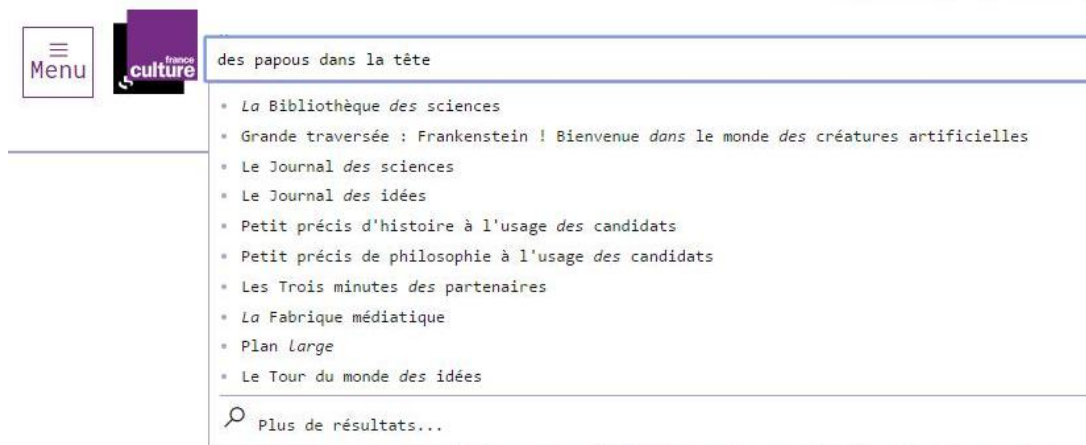 Menu
france
culture
des papous dans la tête
La Bibliothèque des sciences
Grande traversée : Frankenstein ! Bienvenue dans le monde des créatures artificielles
Le Journal des sciences
Le Journal des idées
Petit précis d'histoire à l'usage des candidats
Petit précis de philosophie à l'usage des candidats
Les Trois minutes des partenaires
La Fabrique médiatique
Plan large
Le Tour du monde des idées
Plus de résultats...